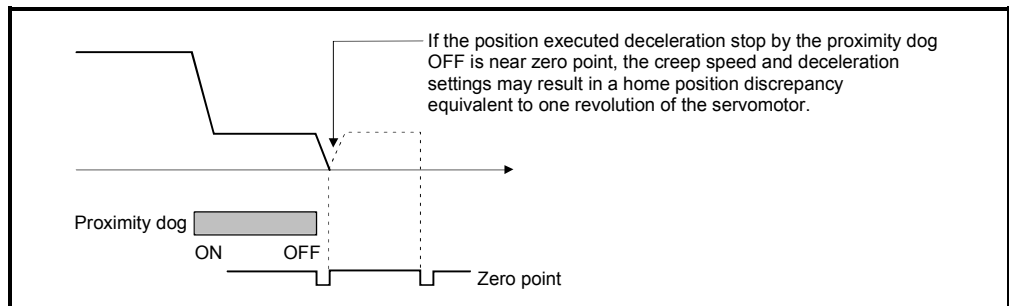 If the position executed deceleration stop by the proximity dog
OFF is near zero point, the creep speed and deceleration
settings may result in a home position discrepancy
equivalent to one revolution of the servomotor.
Proximity dog
ON OFF
Zero point